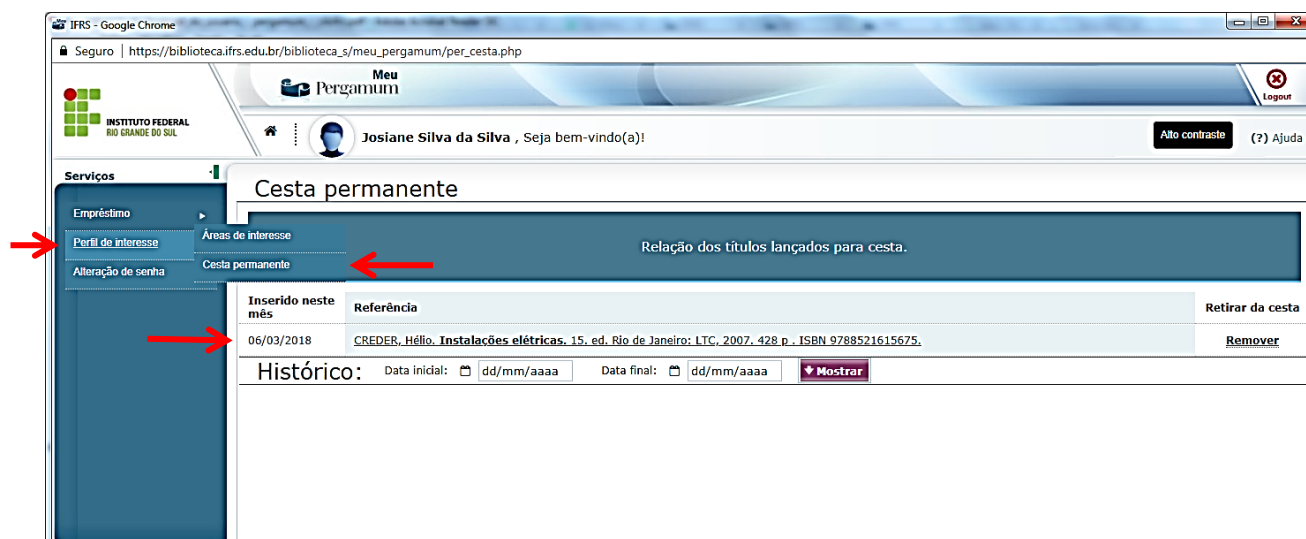 IFRS - Google Chrome
Seguro | https://biblioteca.ifrs.edu.br/biblioteca_s/meu_pergamum/per_cesta.php
Meu
Pergamum
Logout
INSTITUTO FEDERAL
RIO GRANDE DO SUL
Josiane Silva da Silva , Seja bem-vindo(a)!
Alto contraste
(?) Ajuda
Serviços
Cesta permanente
Empréstimo
Perfil de interesse
Áreas de interesse
Relação dos títulos lançados para cesta.
Alteração de senha
Cesta permanente
Inserido neste mês
Referência
Retirar da cesta
06/03/2018
CREDER, Hélio. Instalações elétricas. 15. ed. Rio de Janeiro: LTC, 2007. 428 p . ISBN 9788521615675.
Remover
Histórico: Data inicial: dd/mm/aaaa Data final: dd/mm/aaaa Mostrar